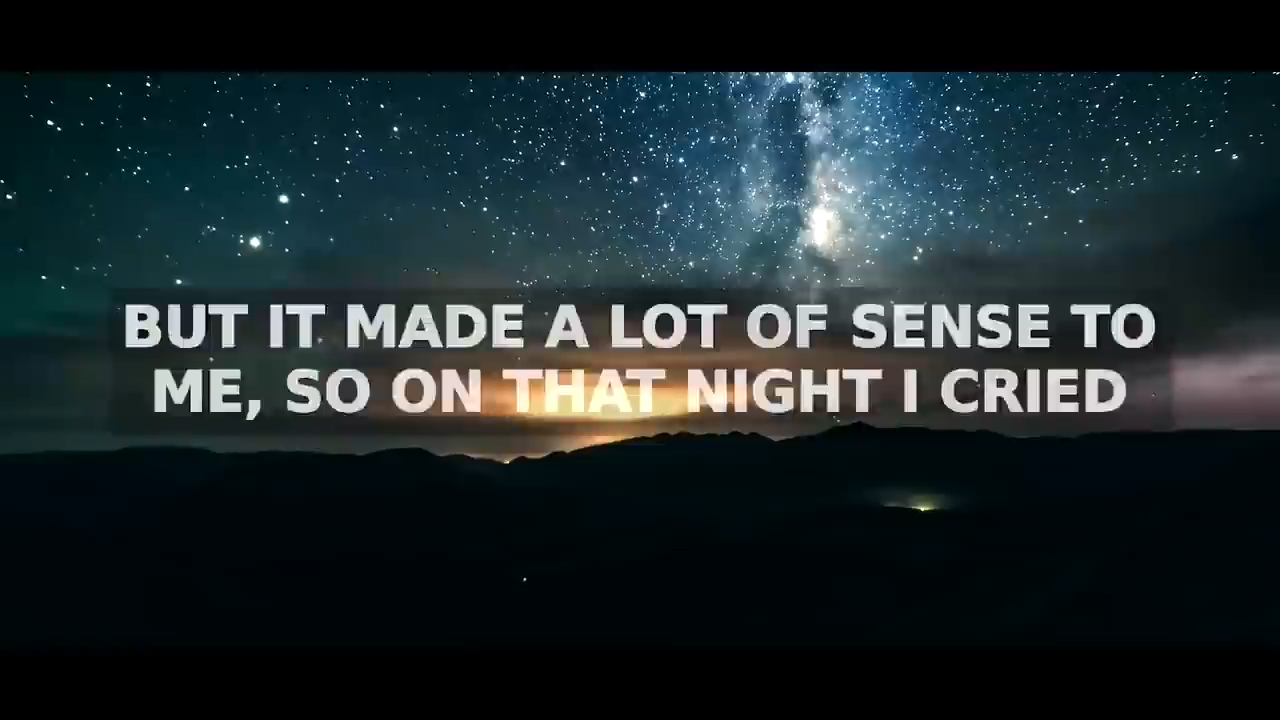 BUT IT MADE A LOT OF SENSE TO
ME, SO ON THAT NIGHT I CRIED